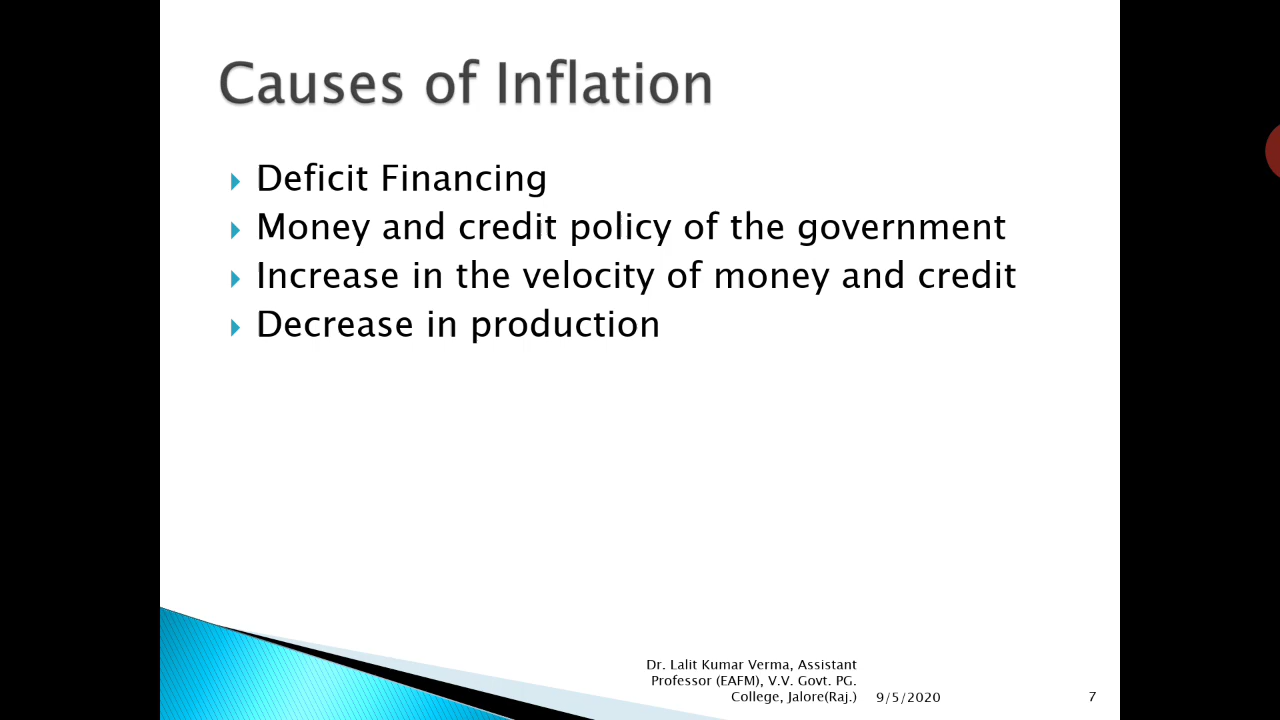 Causes of Inflation
Deficit Financing
Money and credit policy of the government
Increase in the velocity of money and credit
Decrease in production
Dr. Lalit Kumar Verma, Assistant
Professor (EAFM), V.V. Govt. PG.
College, Jalore(Raj.)
9/5/2020
7